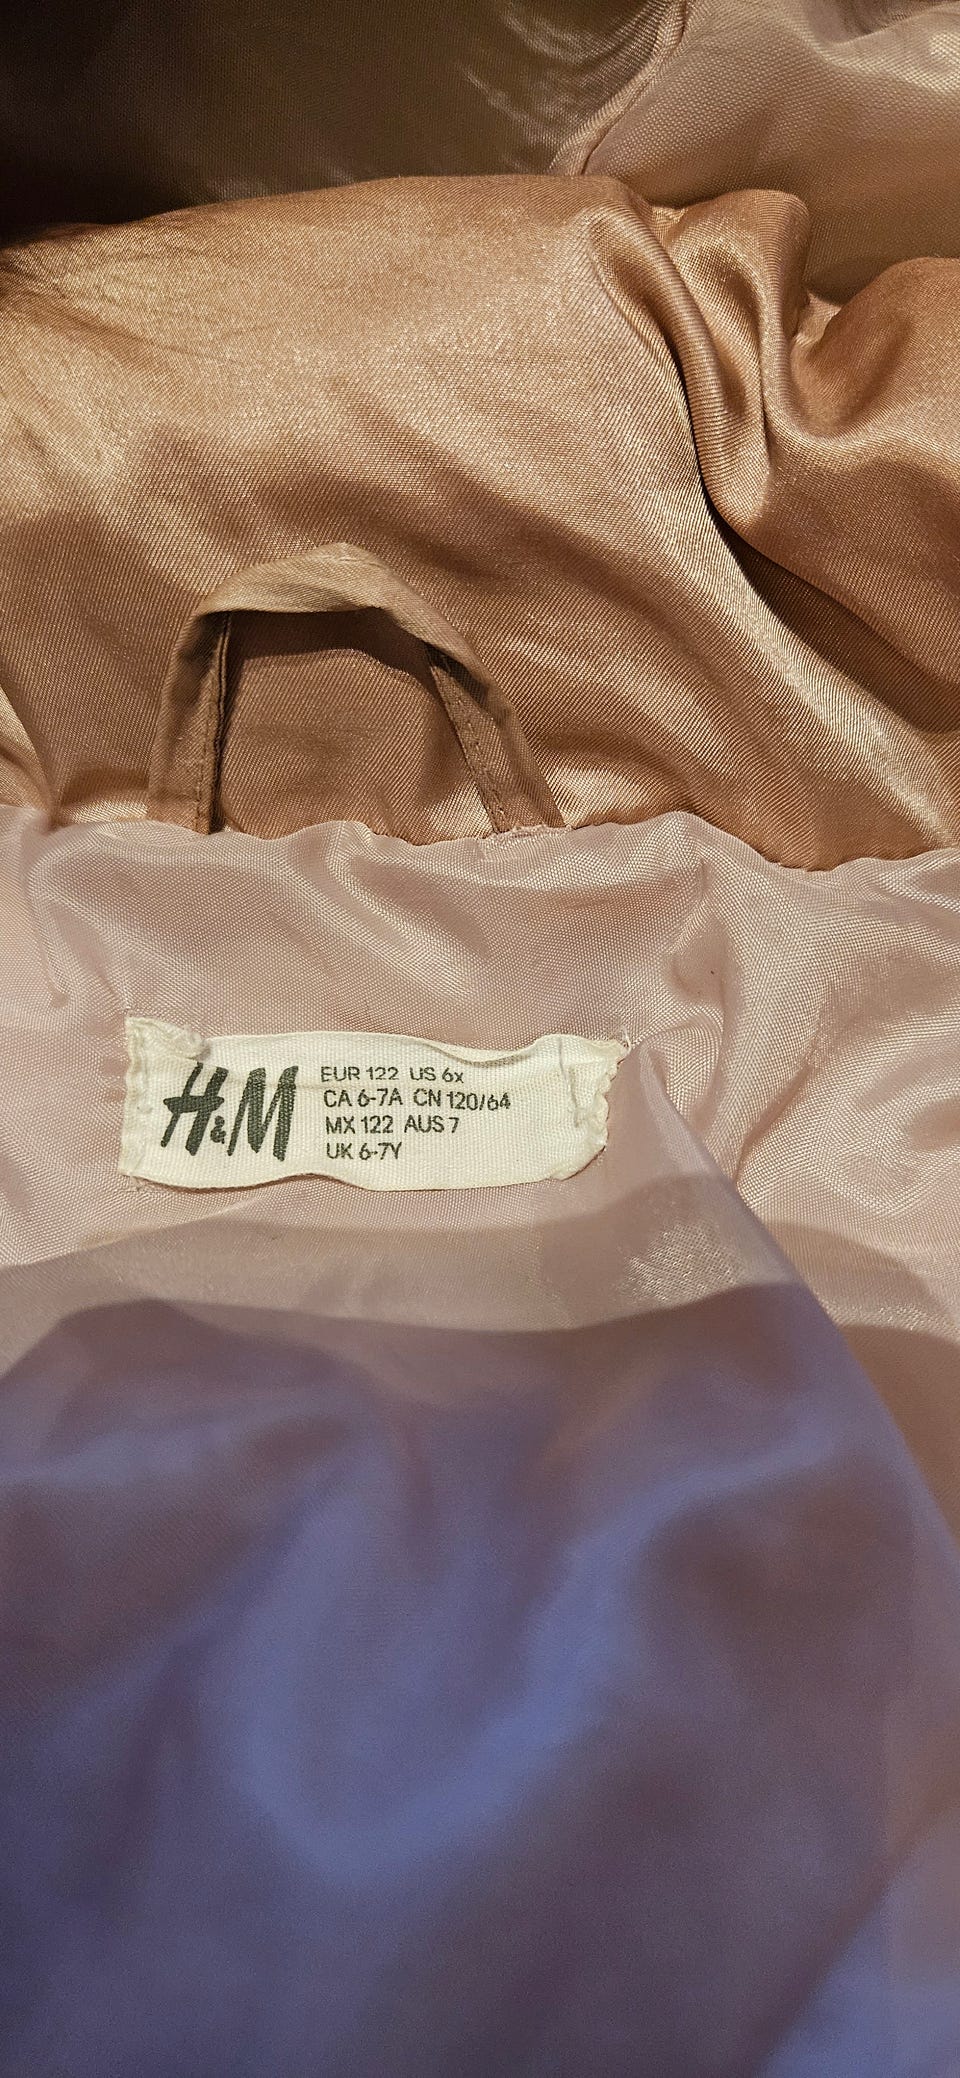 H&M
EUR 122 US 6x
CA 6-7A CN 120/64
MX 122 AUS 7
UK 6-7Y